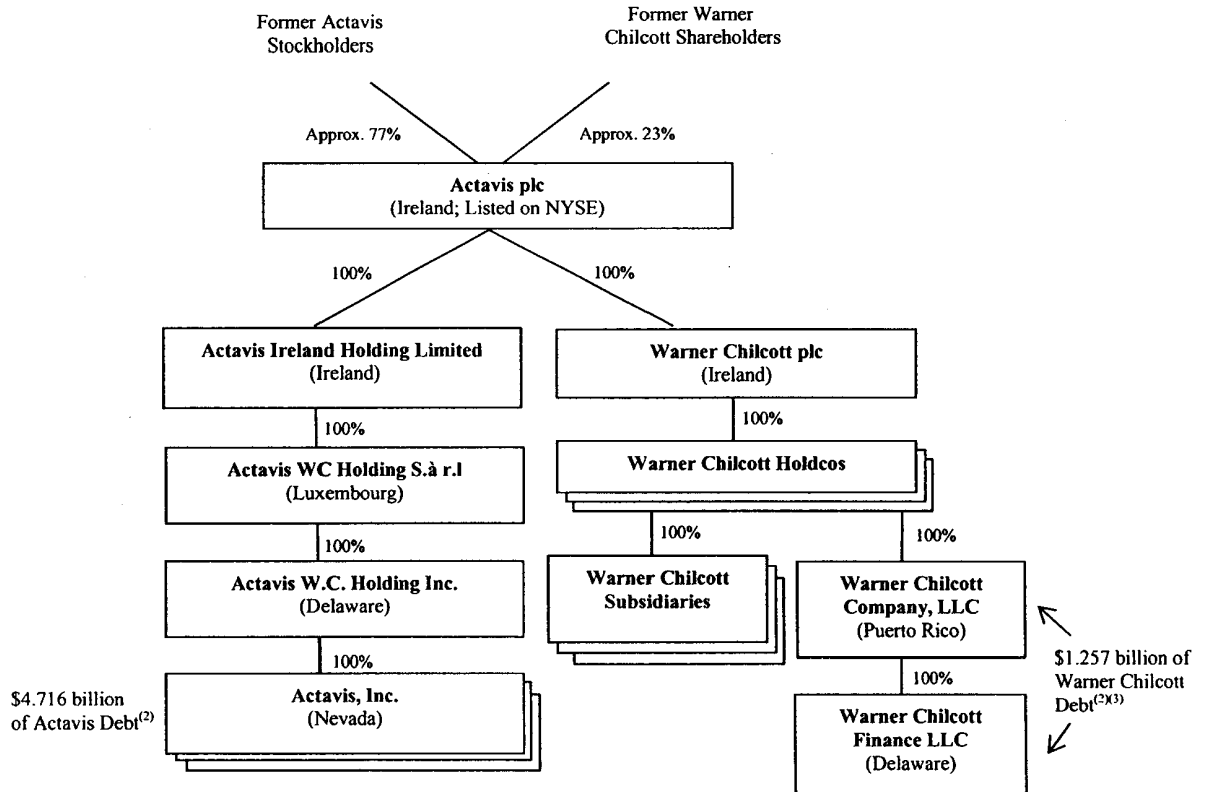 Former Actavis
Stockholders
Former Warner
Chilcott Shareholders
Approx. 77%
Approx. 23%
Actavis plc
(Ireland; Listed on NYSE)
100%
100%
Actavis Ireland Holding Limited
(Ireland)
Warner Chilcott plc
(Ireland)
100%
100%
Actavis WC Holding S.à r.l
(Luxembourg)
Warner Chilcott Holdcos
100%
100%
100%
Actavis W.C. Holding Inc.
(Delaware)
Warner Chilcott
Subsidiaries
Warner Chilcott
Company, LLC
(Puerto Rico)
100%
$4.716 billion
of Actavis Debt(2)
Actavis, Inc.
(Nevada)
100%
$1.257 billion of
Warner Chilcott
Debt(2)(3)
Warner Chilcott
Finance LLC
(Delaware)